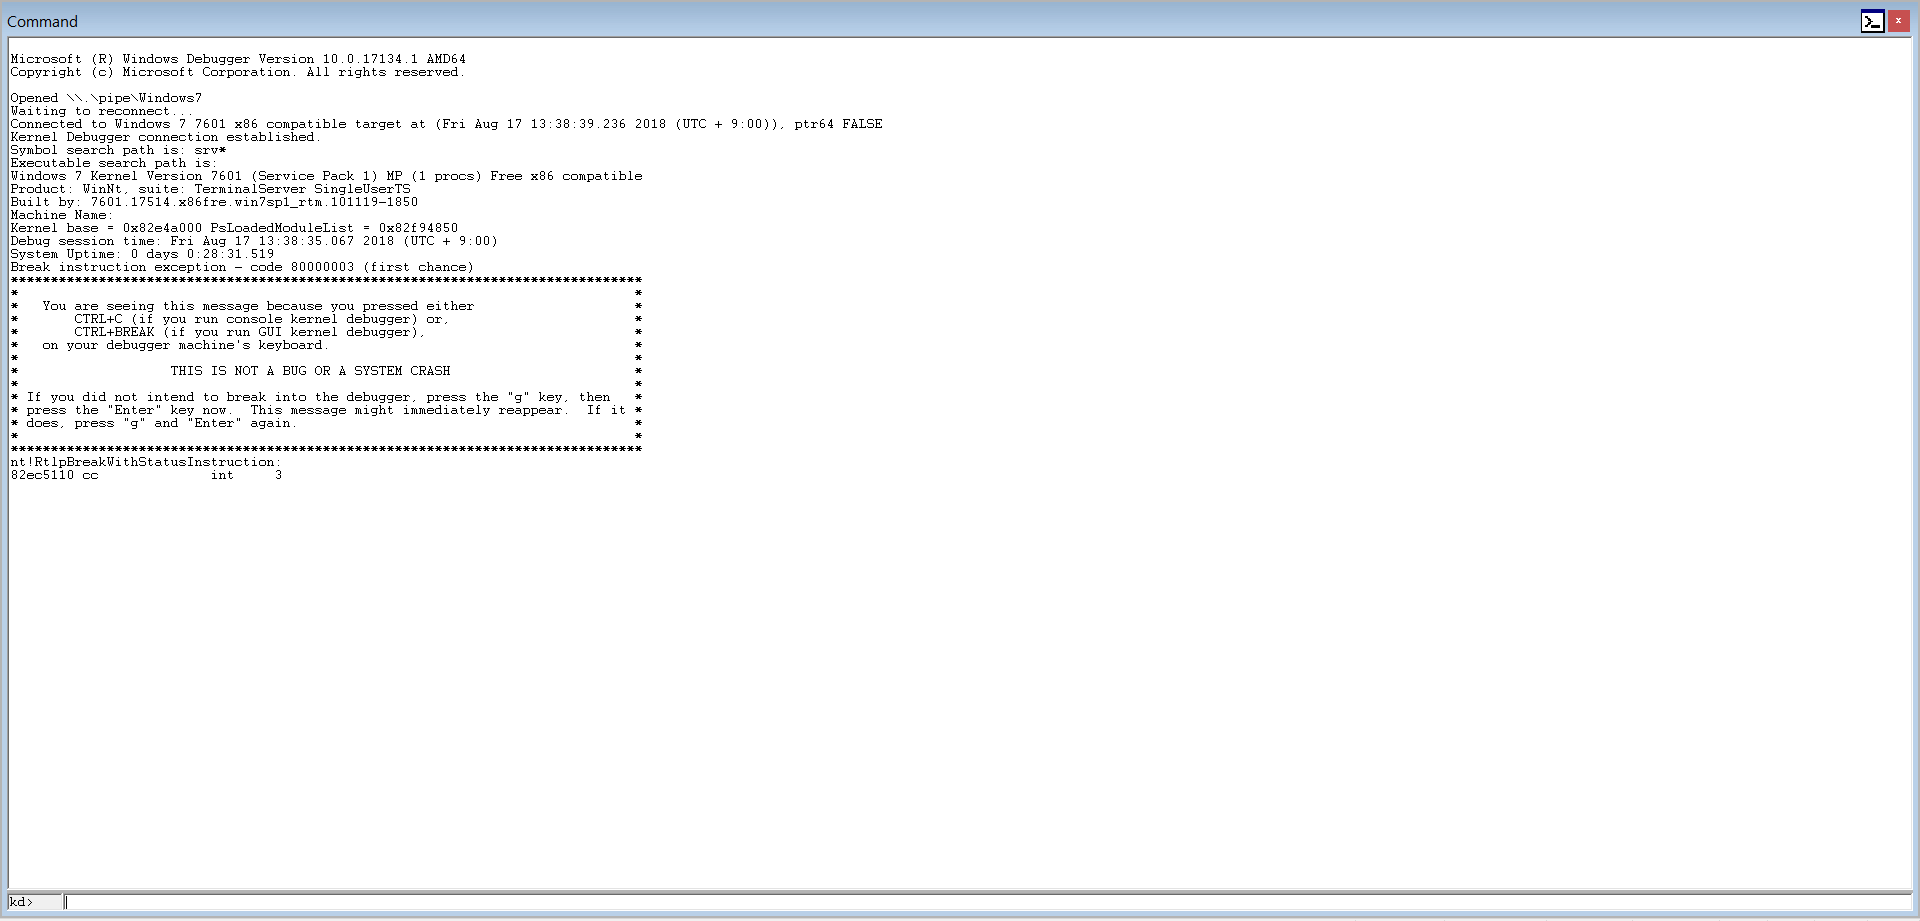 Command
Microsoft (R) Windows Debugger Version 10.0.17134.1 AMD64
Copyright (c) Microsoft Corporation. All rights reserved.
Opened \\.\pipe\Windows7
Waiting to reconnect...
Connected to Windows 7 7601 x86 compatible target at (Fri Aug 17 13:38:39.236 2018 (UTC + 9:00)), ptr64 FALSE
Kernel Debugger connection established.
Symbol search path is: srv*
Executable search path is:
Windows 7 Kernel Version 7601 (Service Pack 1) MP (1 procs) Free x86 compatible
Product: WinNt, suite: TerminalServer SingleUserTS
Built by: 7601.17514.x86fre.win7sp1_rtm.101119-1850
Machine Name:
Kernel base = 0x82e4a000 PsLoadedModuleList = 0x82f94850
Debug session time: Fri Aug 17 13:38:35.067 2018 (UTC + 9:00)
System Uptime: 0 days 0:28:31.519
Break instruction exception - code 80000003 (first chance)
*******************************************************************************
*                                                                             *
*   You are seeing this message because you pressed either                    *
*       CTRL+C (if you run console kernel debugger) or,                       *
*       CTRL+BREAK (if you run GUI kernel debugger),                          *
*   on your debugger machine's keyboard.                                      *
*                                                                             *
*                   THIS IS NOT A BUG OR A SYSTEM CRASH                       *
*                                                                             *
* If you did not intend to break into the debugger, press the "g" key, then   *
* press the "Enter" key now.  This message might immediately reappear.  If it *
* does, press "g" and "Enter" again.                                          *
*                                                                             *
*******************************************************************************
nt!RtlpBreakWithStatusInstruction:
82ec5110 cc              int     3
kd>